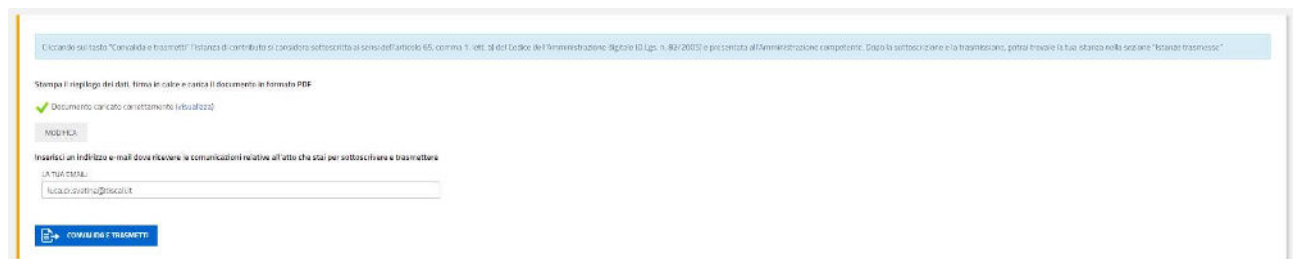 Cliccando sul tasto "Convalida e trasmetti" l'istanza di contributo si considera sottoscritta ai sensi dell'articolo 65, comma 1, lett. b) del Codice dell'Amministrazione digitale (D.Lgs. n. 82/2005) e presentata all'Amministrazione competente. Dopo la sottoscrizione e la trasmissione, potrai trovare la tua istanza nella sezione "Istanze trasmesse".
Stampa il riepilogo dei dati, firma in calce e carica il documento in formato PDF
Documento caricato correttamente (visualizza)
MODIFICA
Inserisci un indirizzo e-mail dove ricevere le comunicazioni relative all'atto che stai per sottoscrivere e trasmettere
LA TUA EMAIL:
CONVALIDA E TRASMETTI